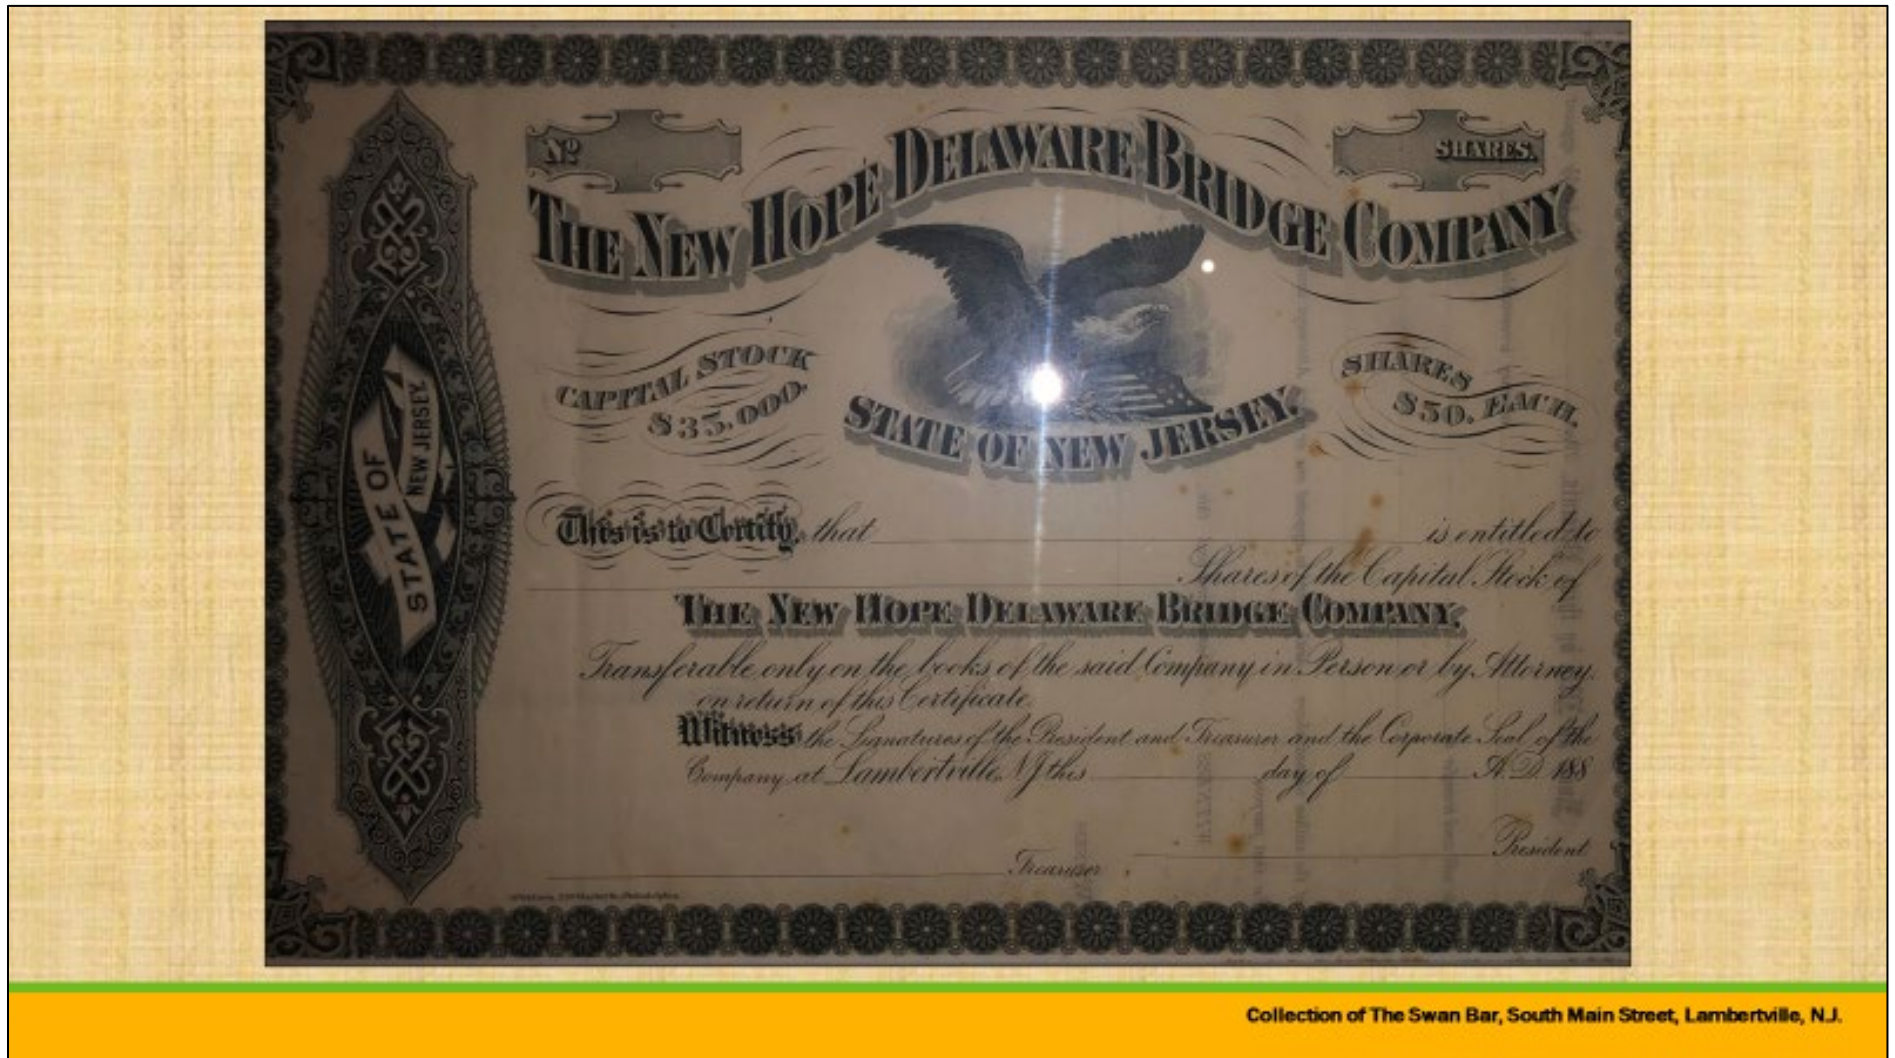 Nº
SHARES.
THE NEW HOPE DELAWARE BRIDGE COMPANY
CAPITAL STOCK
$35.000.
STATE OF NEW JERSEY.
SHARES
$50. EACH.
STATE OF
NEW JERSEY
This is to Certify, that is entitled to
Shares of the Capital Stock of
THE NEW HOPE DELAWARE BRIDGE COMPANY,
Transferable only on the books of the said Company in Person or by Attorney
on return of this Certificate.
Witness the Signatures of the President and Treasurer and the Corporate Seal of the
Company, at Lambertville, NJ this day of A.D. 188
President
Treasurer
Philadelphia
Collection of The Swan Bar, South Main Street, Lambertville, N.J.